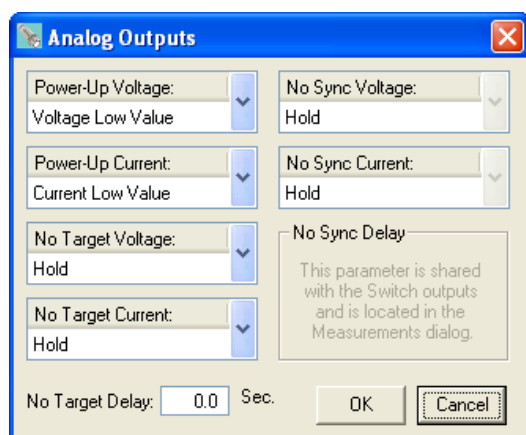 Analog Outputs
Power-Up Voltage:
Voltage Low Value
Power-Up Current:
Current Low Value
No Target Voltage:
Hold
No Target Current:
Hold
No Sync Voltage:
Hold
No Sync Current:
Hold
No Sync Delay
This parameter is shared
with the Switch outputs
and is located in the
Measurements dialog.
No Target Delay: 0.0 Sec.
OK
Cancel